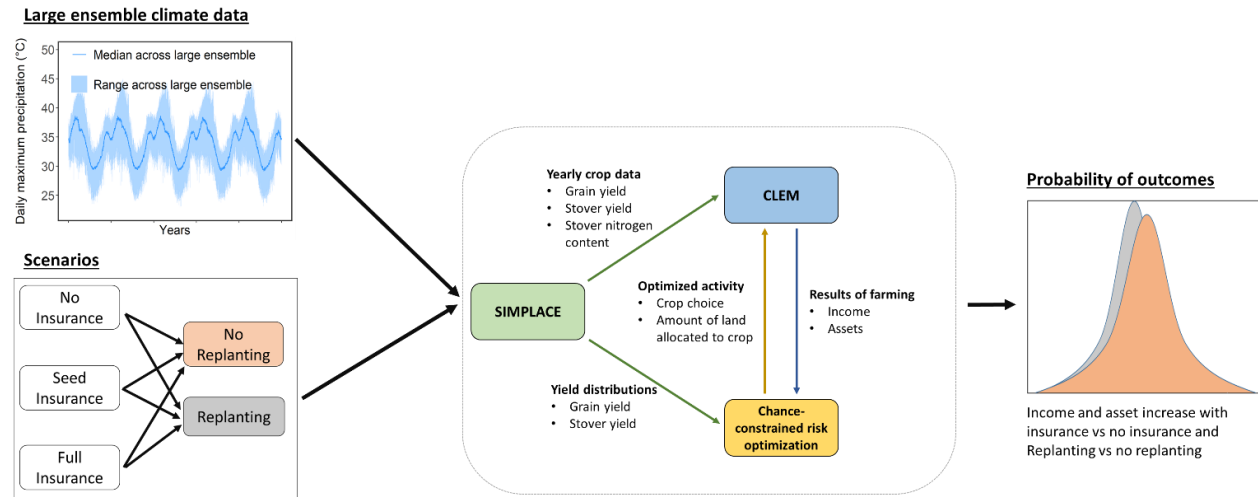 Large ensemble climate data
Daily maximum precipitation (°C)
50
45
40
35
30
25
Median across large ensemble
Range across large ensemble
Years
Scenarios
No
Insurance
Seed
Insurance
Full
Insurance
No
Replanting
Replanting
SIMPLACE
Yearly crop data
• Grain yield
• Stover yield
• Stover nitrogen
content
CLEM
Optimized activity
• Crop choice
• Amount of land
allocated to crop
Results of farming
• Income
• Assets
Yield distributions
• Grain yield
• Stover yield
Chance-
constrained risk
optimization
Probability of outcomes
Income and asset increase with
insurance vs no insurance and
Replanting vs no replanting